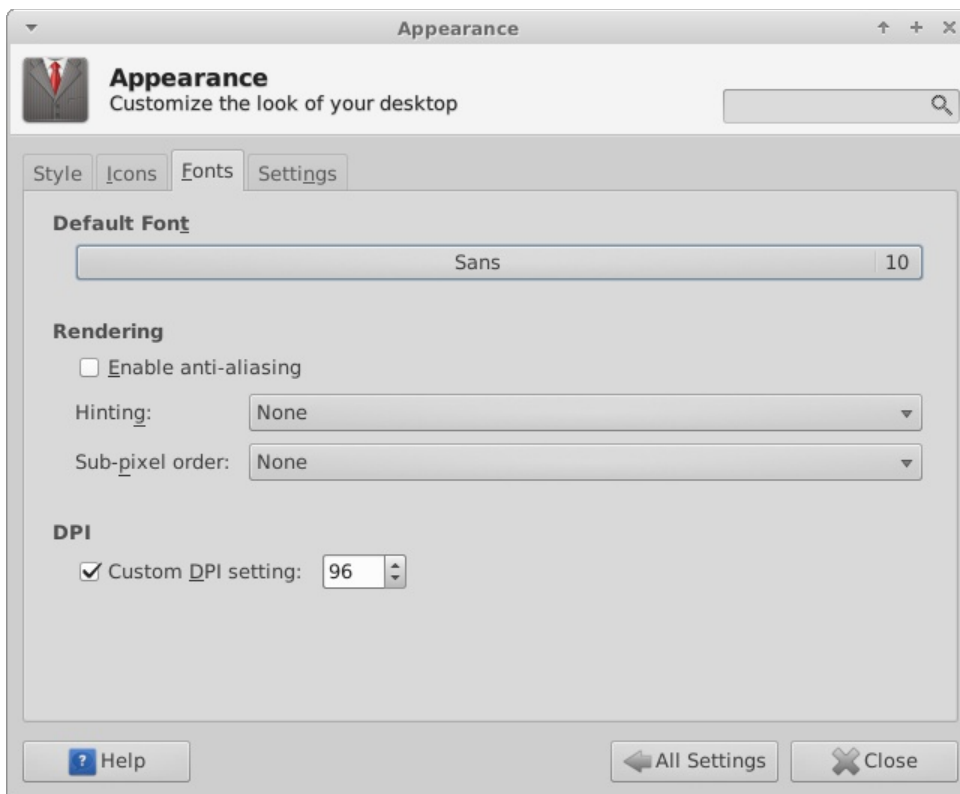 Appearance
Appearance
Customize the look of your desktop
Style Icons Fonts Settings
Default Font
Sans 10
Rendering
Enable anti-aliasing
Hinting: None
Sub-pixel order: None
DPI
Custom DPI setting: 96
? Help All Settings Close